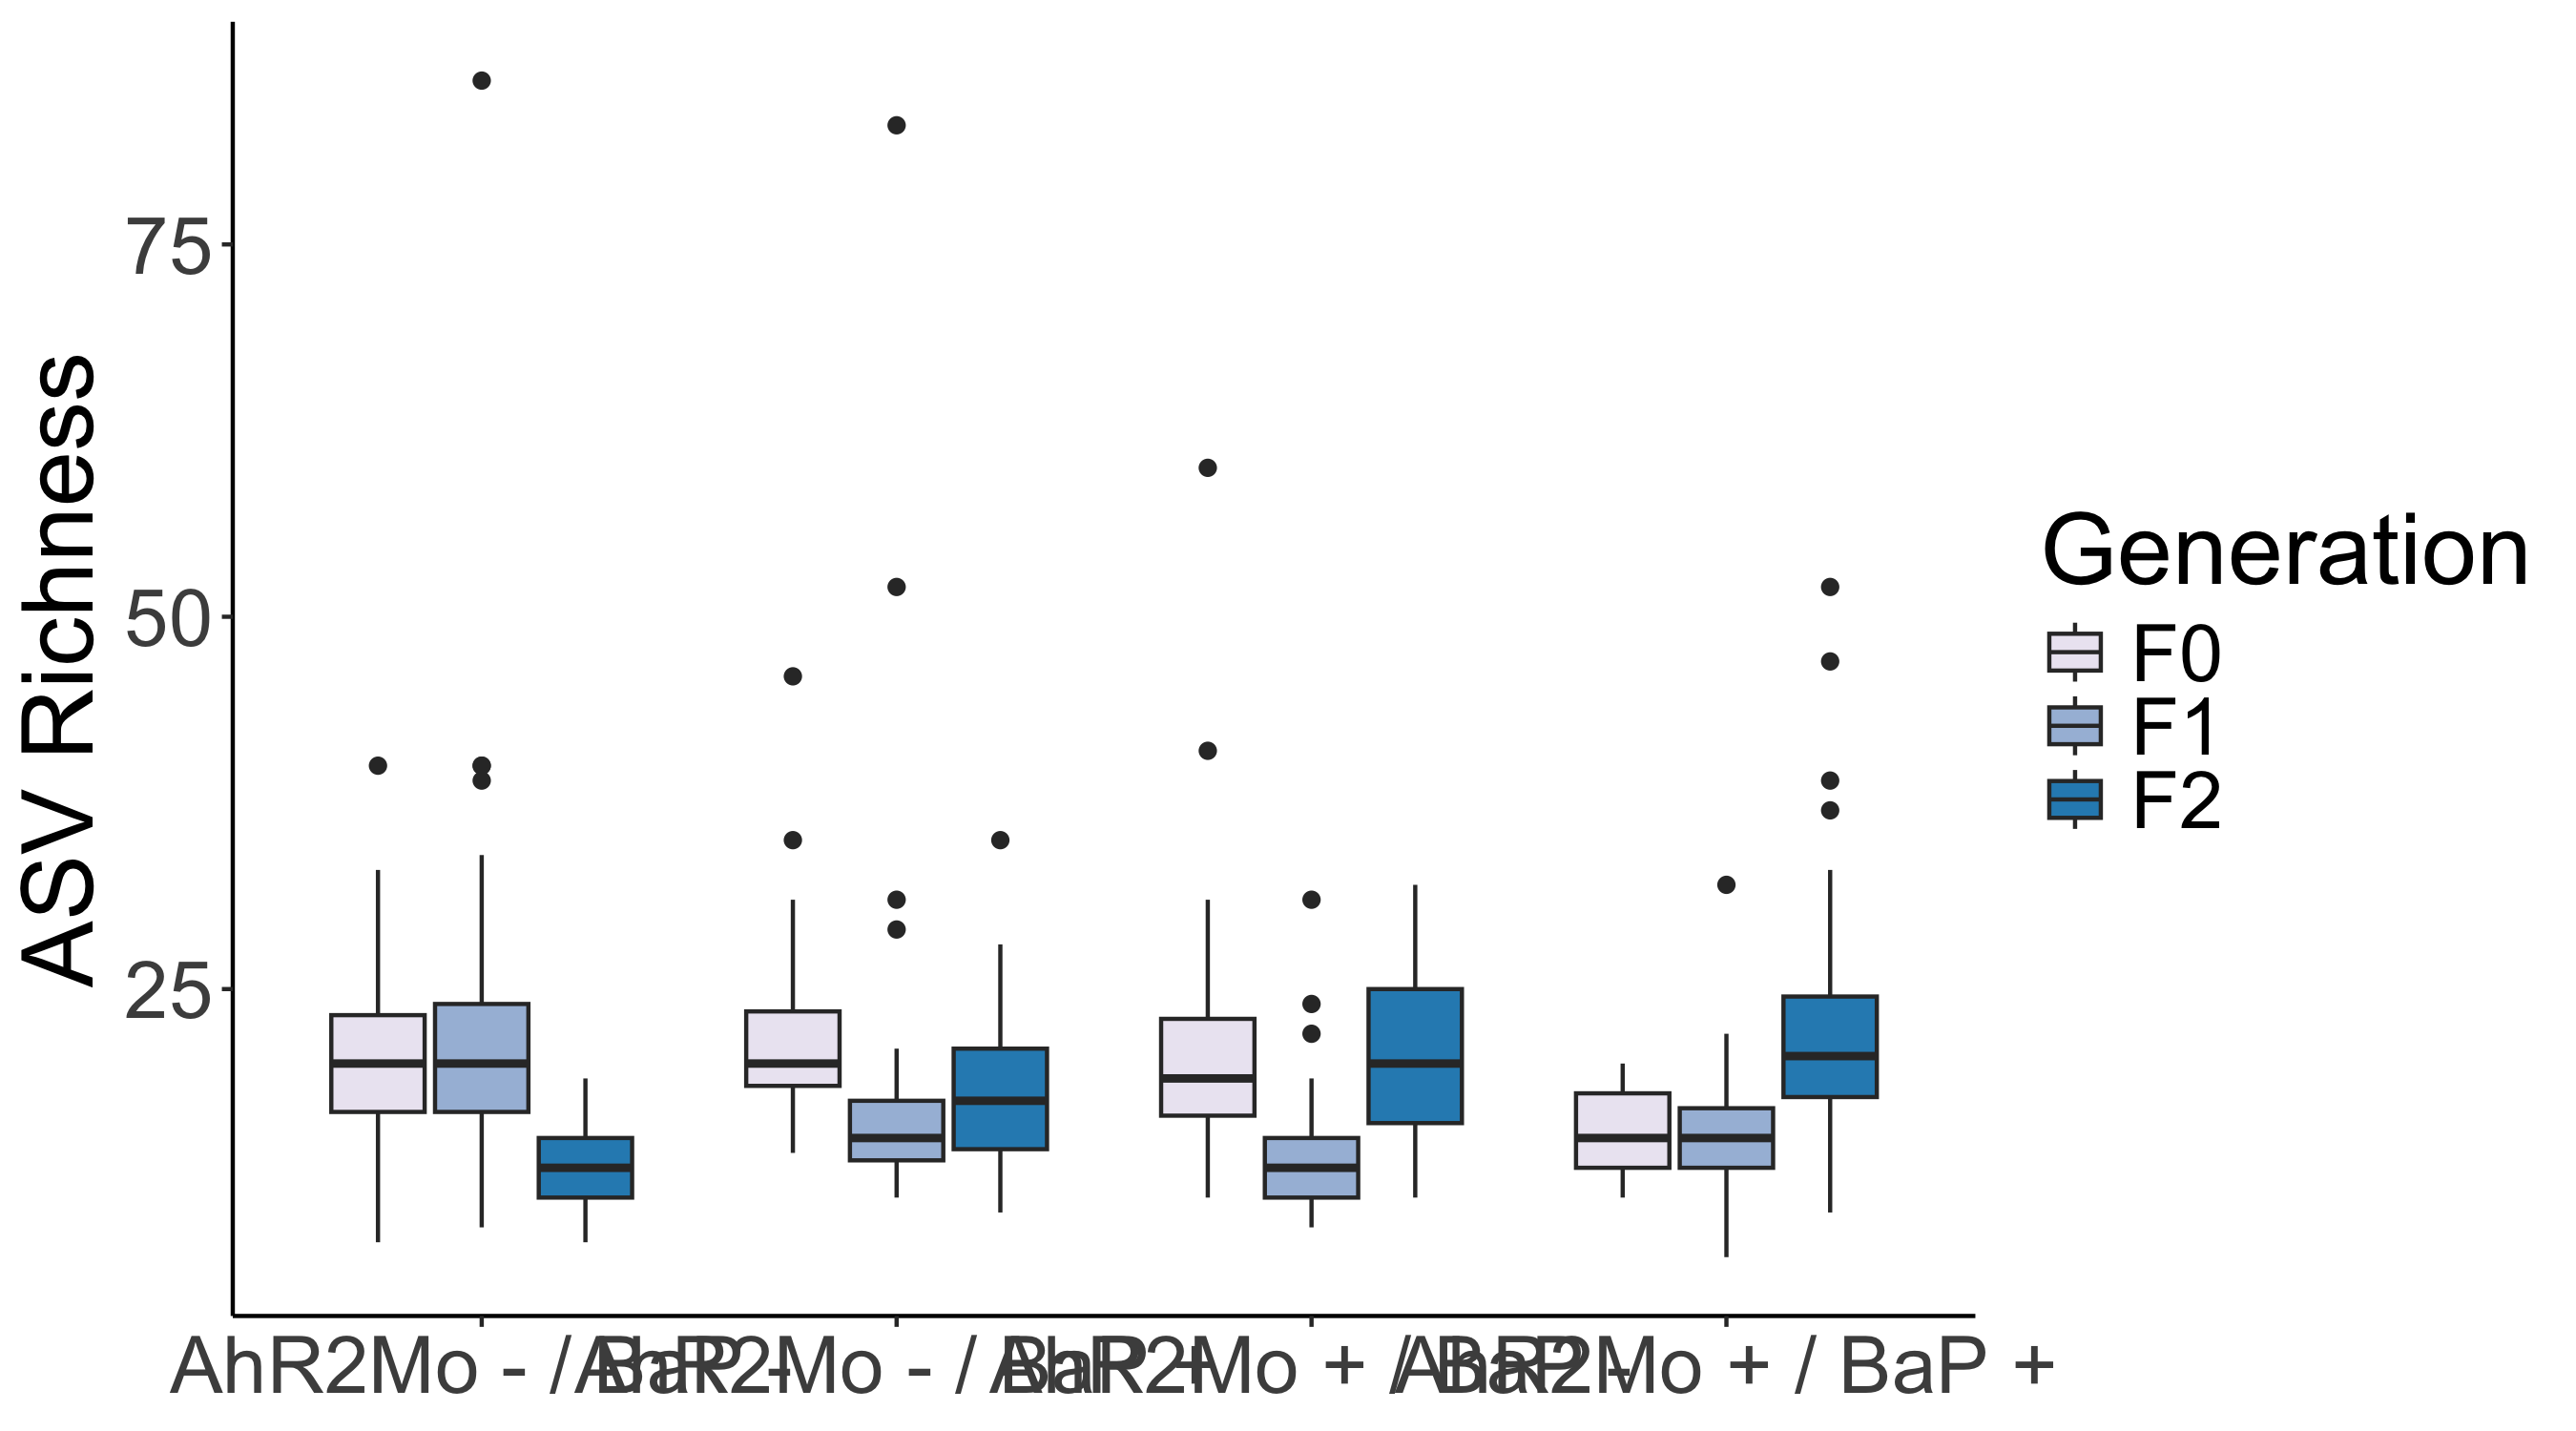 ASV Richness
75
50
25
AhR2Mo - / BaP -
AhR2Mo - / BaP +
AhR2Mo + / BaP -
AhR2Mo + / BaP +
Generation
F0
F1
F2